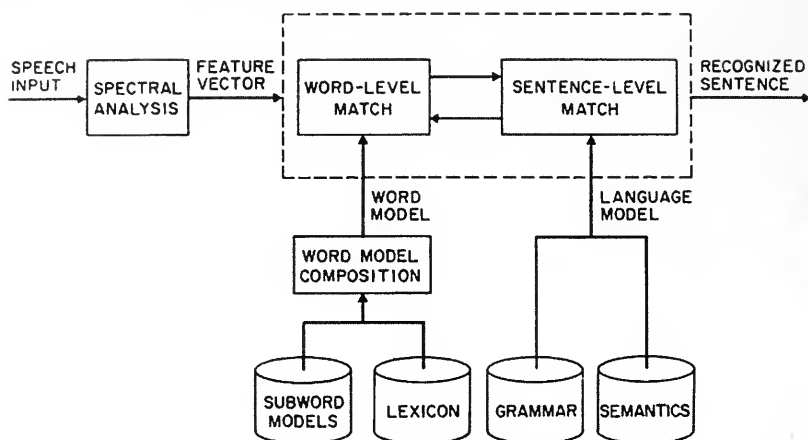 SPEECH
INPUT
SPECTRAL
ANALYSIS
FEATURE
VECTOR
WORD-LEVEL
MATCH
SENTENCE-LEVEL
MATCH
RECOGNIZED
SENTENCE
WORD
MODEL
LANGUAGE
MODEL
WORD MODEL
COMPOSITION
SUBWORD
MODELS
LEXICON
GRAMMAR
SEMANTICS